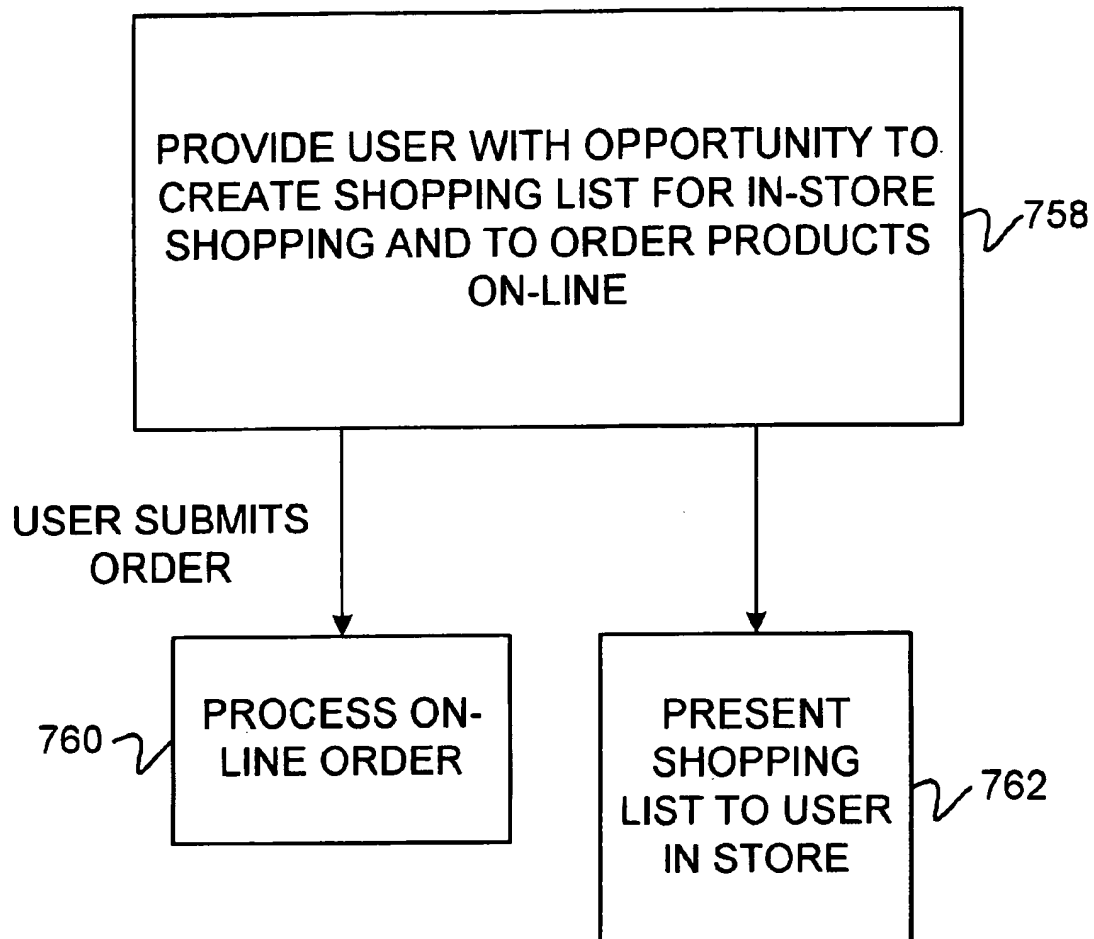 PROVIDE USER WITH OPPORTUNITY TO
CREATE SHOPPING LIST FOR IN-STORE
SHOPPING AND TO ORDER PRODUCTS
ON-LINE
758
USER SUBMITS
ORDER
PROCESS ON-
LINE ORDER
760
PRESENT
SHOPPING
LIST TO USER
IN STORE
762